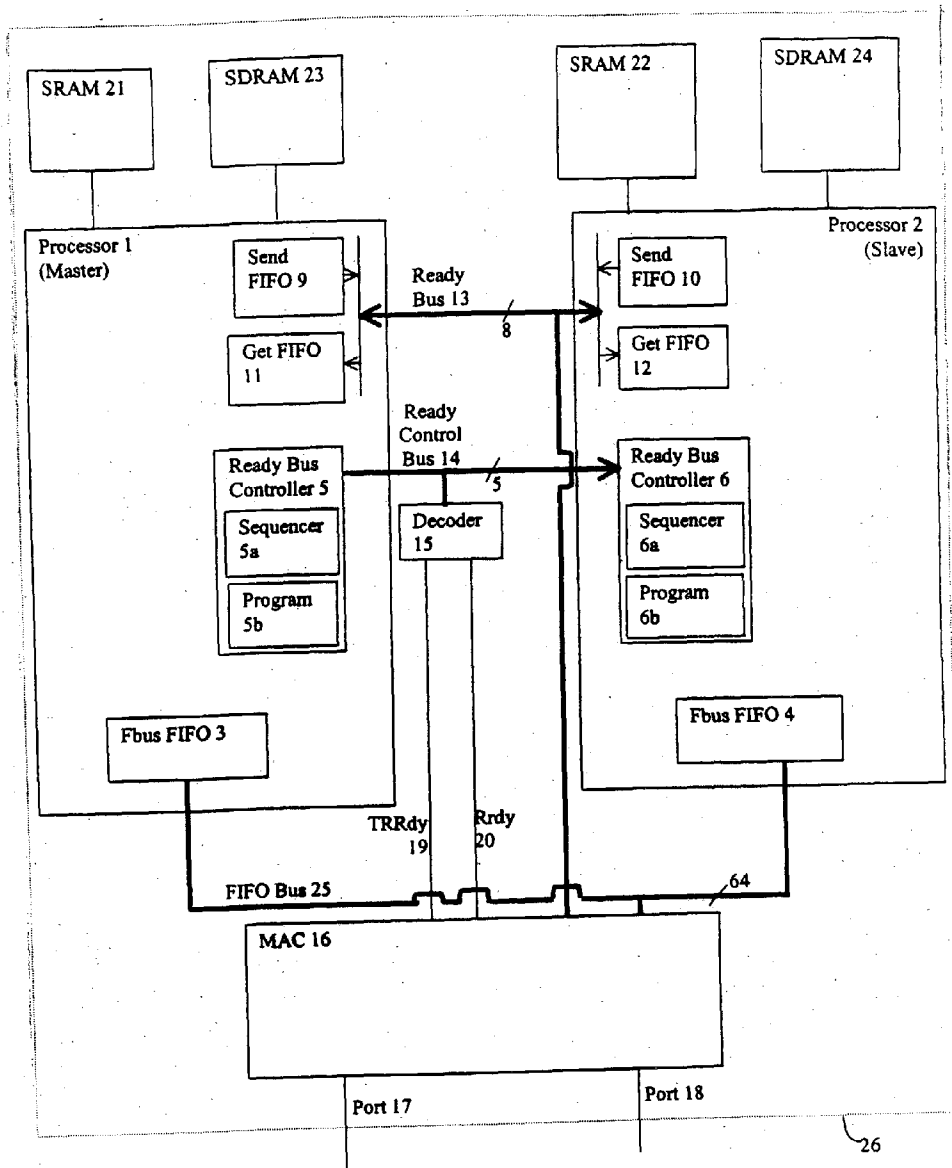 SRAM 21
SDRAM 23
SRAM 22
SDRAM 24
Processor 1
(Master)
Send
FIFO 9
Get FIFO
11
Ready
Bus 13
8
Processor 2
(Slave)
Send
FIFO 10
Get FIFO
12
Ready
Control
Bus 14
5
Ready Bus
Controller 5
Sequencer
5a
Program
5b
Decoder
15
Ready Bus
Controller 6
Sequencer
6a
Program
6b
Fbus FIFO 3
Fbus FIFO 4
TRRdy
19
Rrdy
20
FIFO Bus 25
64
MAC 16
Port 17
Port 18
26